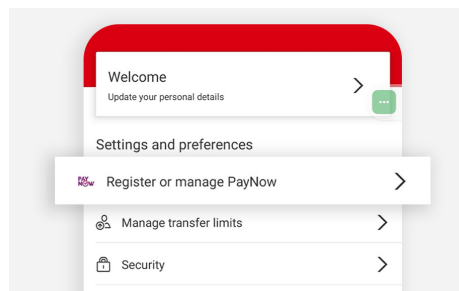 Welcome
Update your personal details
Settings and preferences
PAY
NOW
Register or manage PayNow
Manage transfer limits
Security